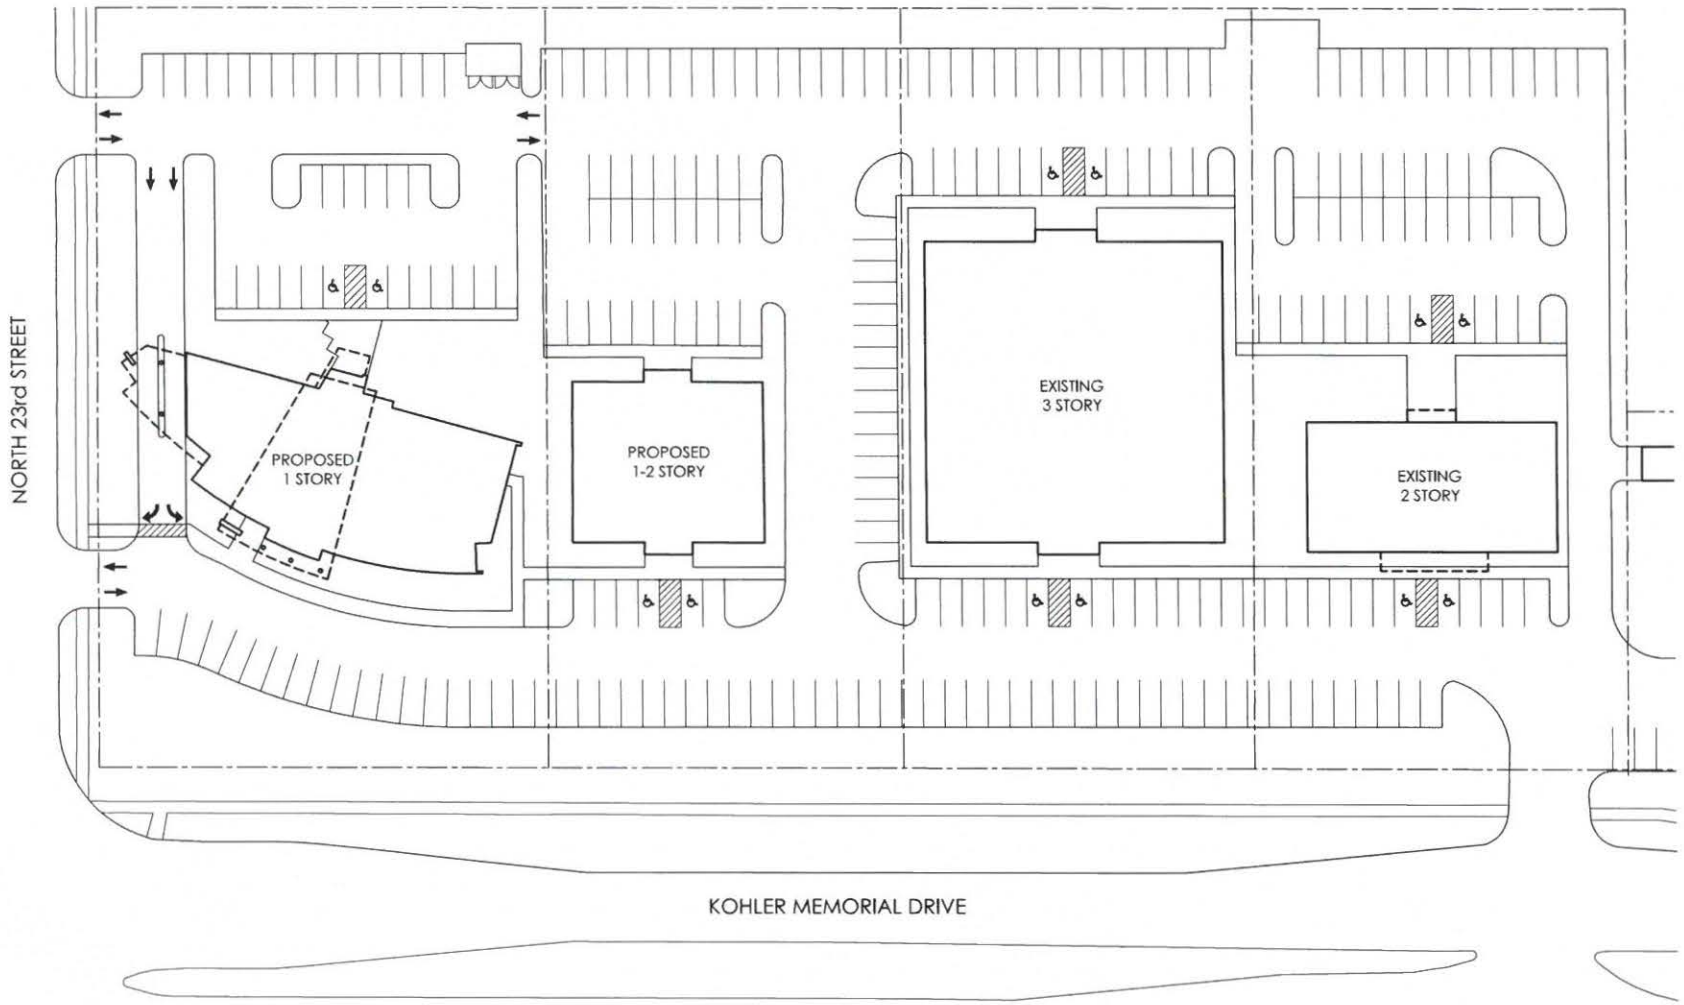 NORTH 23rd STREET
PROPOSED
1 STORY
PROPOSED
1-2 STORY
EXISTING
3 STORY
EXISTING
2 STORY
KOHLER MEMORIAL DRIVE